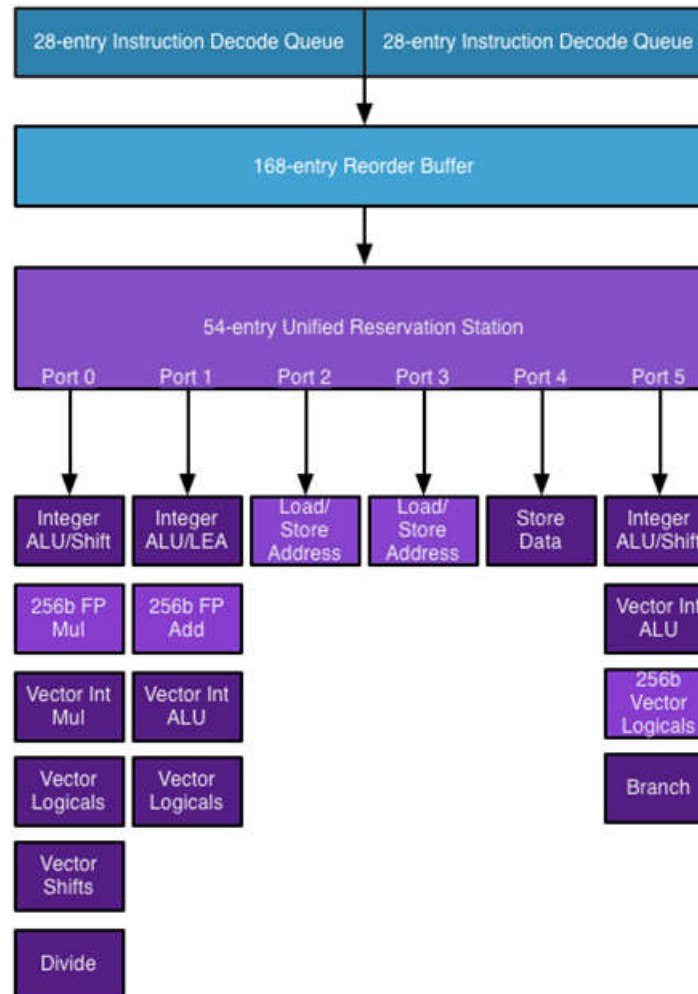 28-entry Instruction Decode Queue
28-entry Instruction Decode Queue
168-entry Reorder Buffer
54-entry Unified Reservation Station
Port 0
Port 1
Port 2
Port 3
Port 4
Port 5
Integer
ALU/Shift
Integer
ALU/LEA
Load/
Store
Address
Load/
Store
Address
Store
Data
Integer
ALU/Shift
256b FP
Mul
256b FP
Add
Vector Int
ALU
Vector Int
Mul
Vector Int
ALU
256b
Vector
Logicals
Vector
Logicals
Vector
Logicals
Branch
Vector
Shifts
Divide